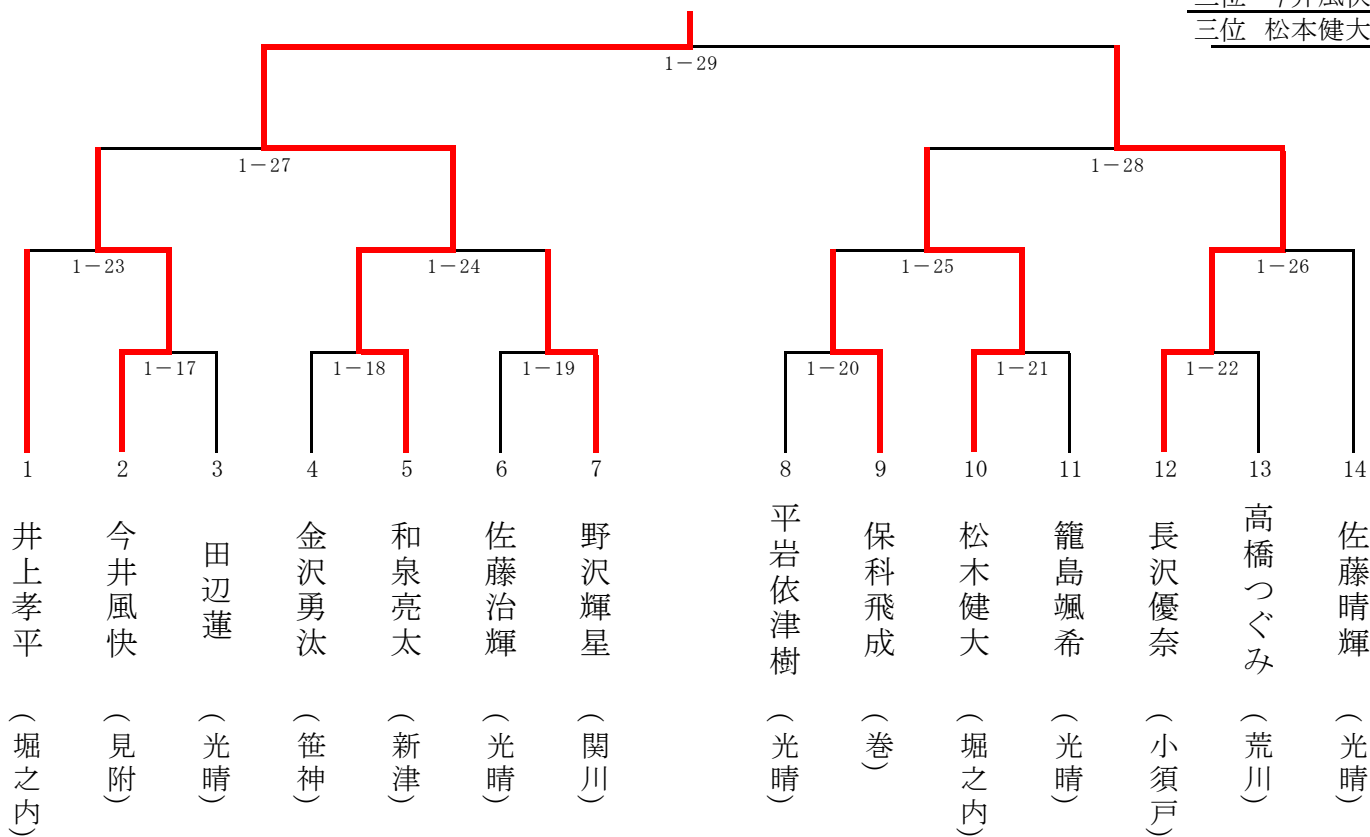 三位 今井風快
三位 松本健大
1－29
1－27
1－28
1－23
1－24
1－25
1－26
1－17
1－18
1－19
1－20
1－21
1－22
1
2
3
4
5
6
7
8
9
10
11
12
13
14
井上孝平
今井風快
田辺蓮
金沢勇汰
和泉亮太
佐藤治輝
野沢輝星
平岩依津樹
保科飛成
松木健大
籠島颯希
長沢優奈
高橋つぐみ
佐藤晴輝
(堀之内)
(見附)
(光晴)
(笹神)
(新津)
(光晴)
(関川)
(光晴)
(巻)
(堀之内)
(光晴)
(小須戸)
(荒川)
(光晴)